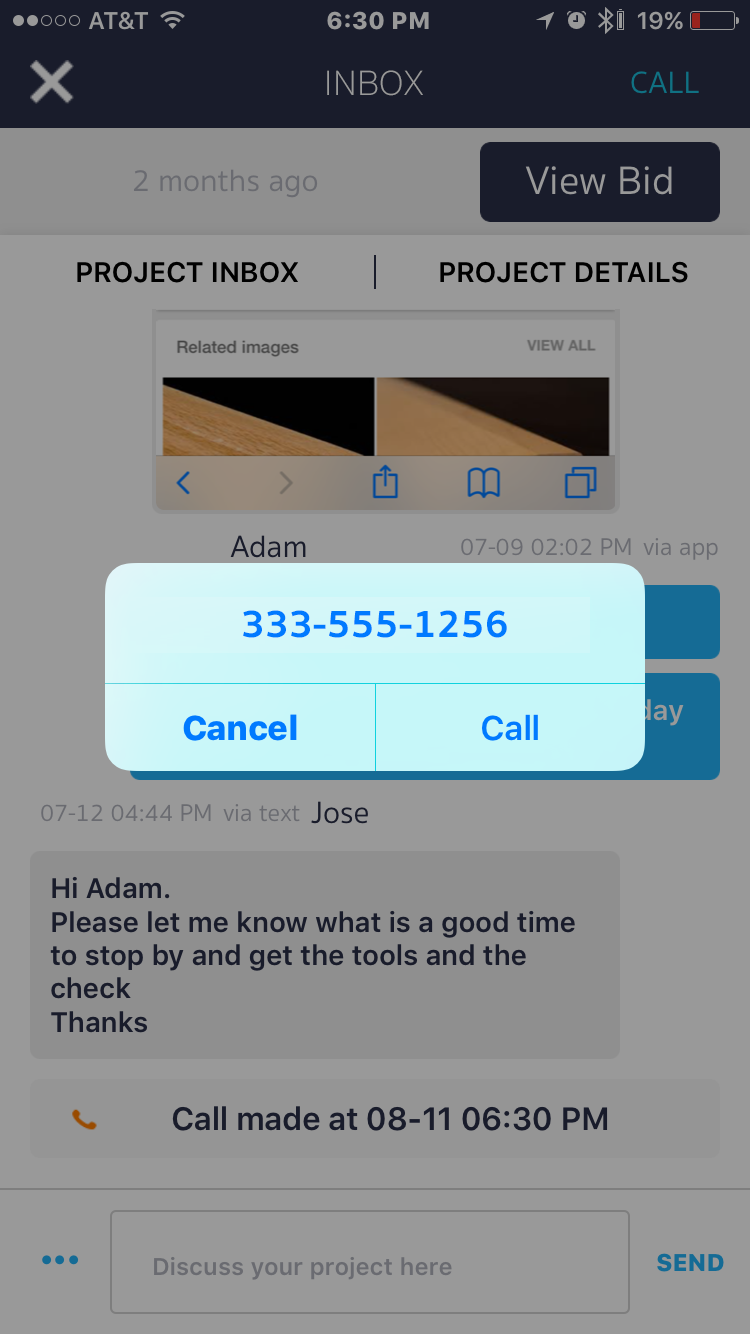 AT&T 6:30 PM 19%
INBOX CALL
2 months ago View Bid
PROJECT INBOX | PROJECT DETAILS
Related images VIEW ALL
Adam 07-09 02:02 PM via app
333-555-1256
Cancel Call
07-12 04:44 PM via text Jose
Hi Adam.
Please let me know what is a good time
to stop by and get the tools and the
check
Thanks
Call made at 08-11 06:30 PM
Discuss your project here SEND